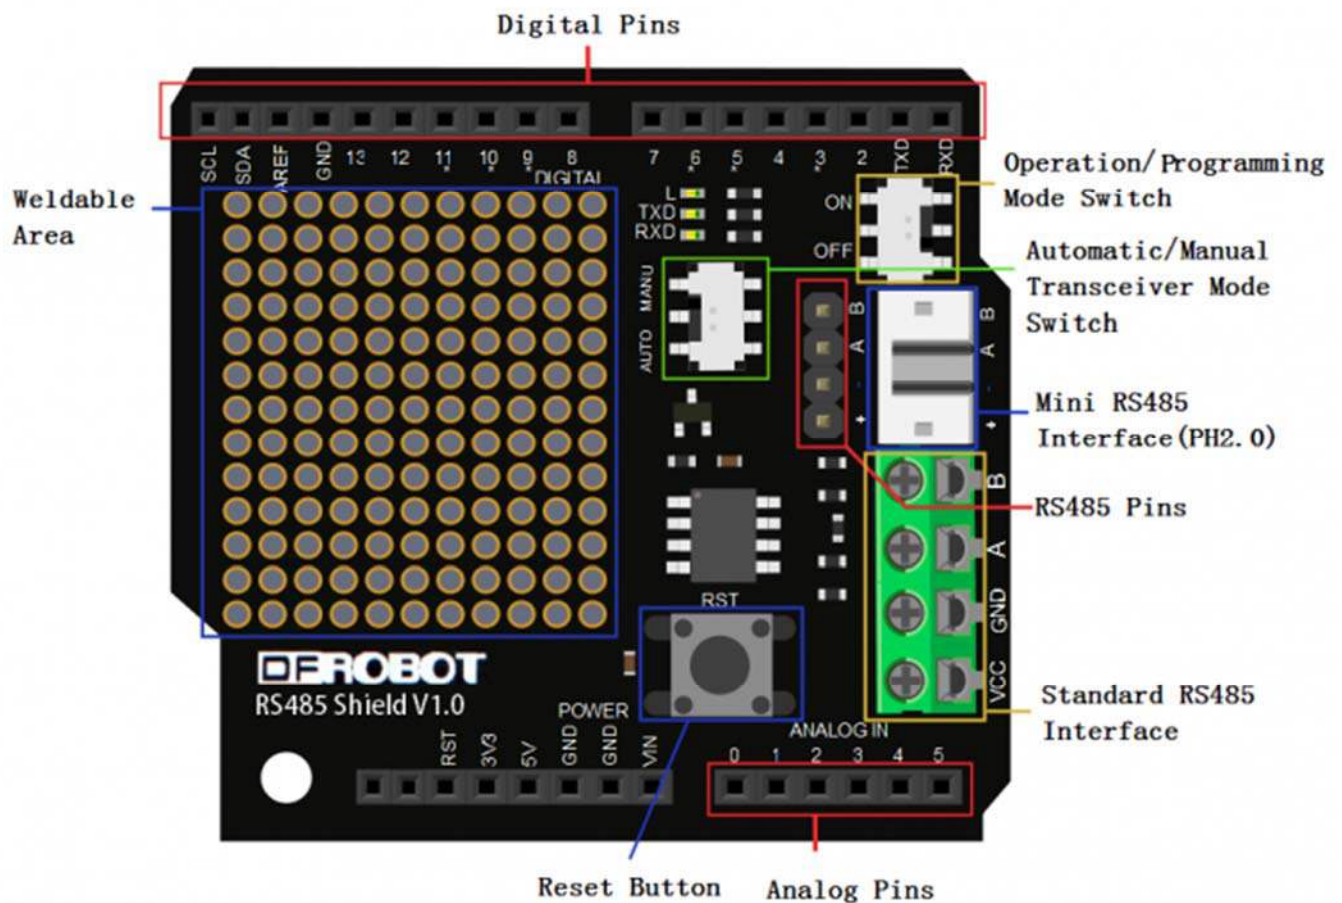 Digital Pins
SCL
SDA
AREF
GND
13
12
11
10
9
8
7
6
5
4
3
2
TXD
RXD
DIGITAL
Operation/Programming
Mode Switch
Weldable
Area
L
TXD
RXD
ON
OFF
Automatic/Manual
Transceiver Mode
Switch
MANU
AUTO
B
A
-
+
B
A
-
+
Mini RS485
Interface(PH2.0)
RS485 Pins
B
A
GND
VCC
RST
DFROBOT
RS485 Shield V1.0
Standard RS485
Interface
POWER
RST
3V3
5V
GND
GND
VIN
ANALOG IN
0 1 2 3 4 5
Reset Button
Analog Pins